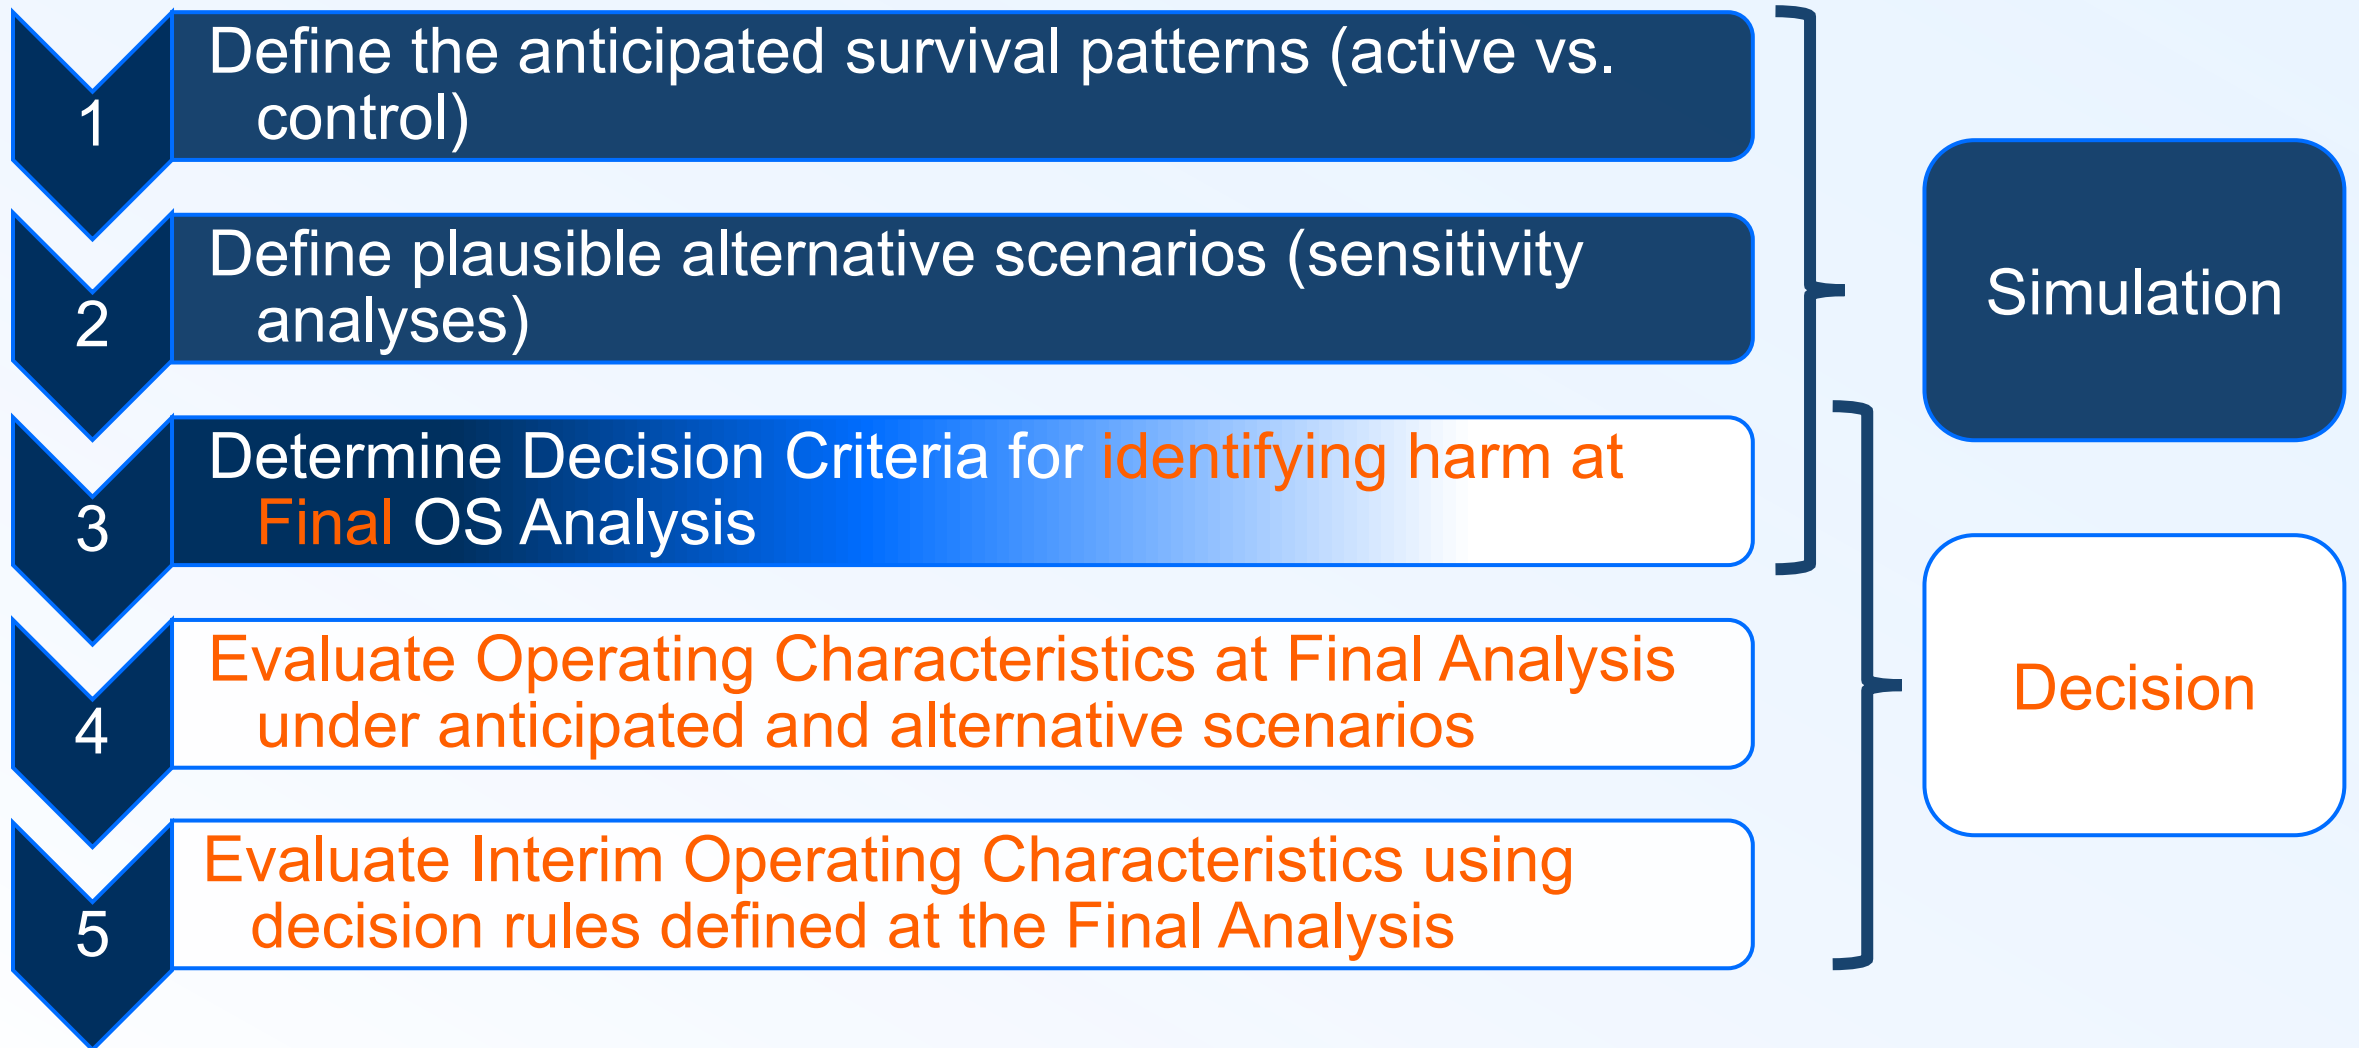 1
Define the anticipated survival patterns (active vs.
control)
2
Define plausible alternative scenarios (sensitivity
analyses)
3
Determine Decision Criteria for identifying harm at
Final OS Analysis
4
Evaluate Operating Characteristics at Final Analysis
under anticipated and alternative scenarios
5
Evaluate Interim Operating Characteristics using
decision rules defined at the Final Analysis
Simulation
Decision